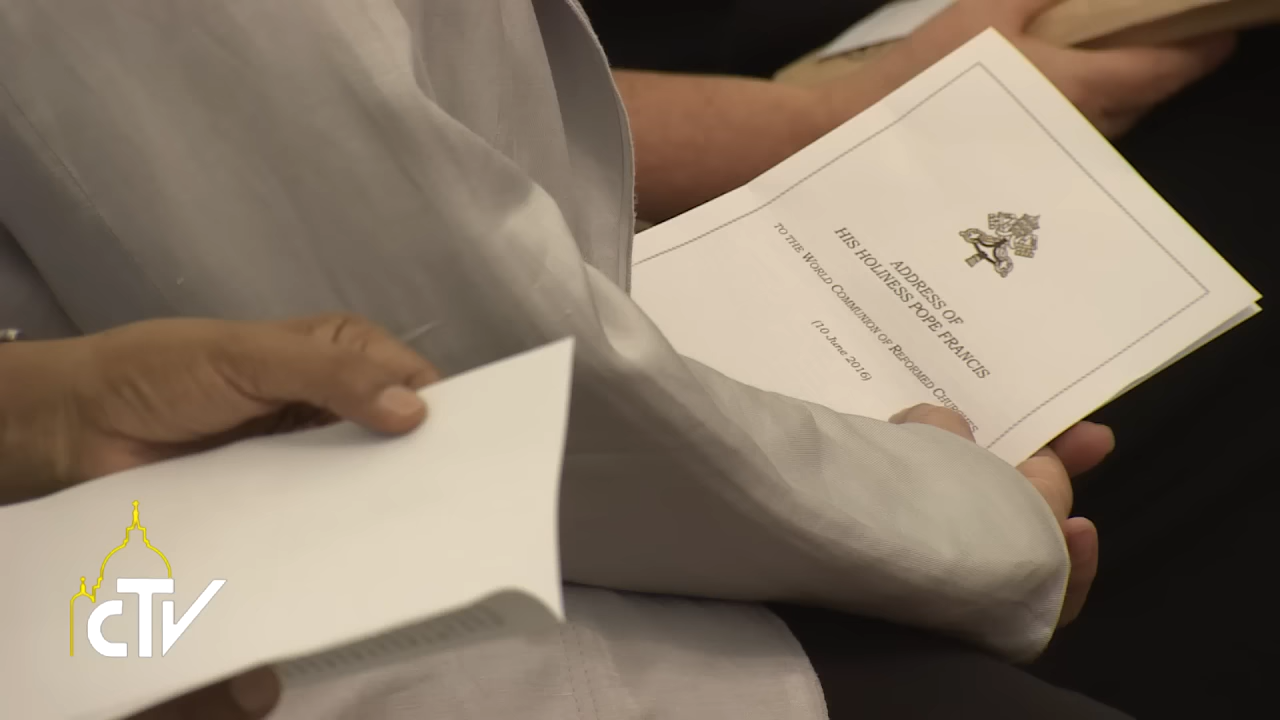 ADDRESS OF
HIS HOLINESS POPE FRANCIS
TO THE WORLD COMMUNION OF REFORMED CHURCHES
(10 June 2016)
CTV